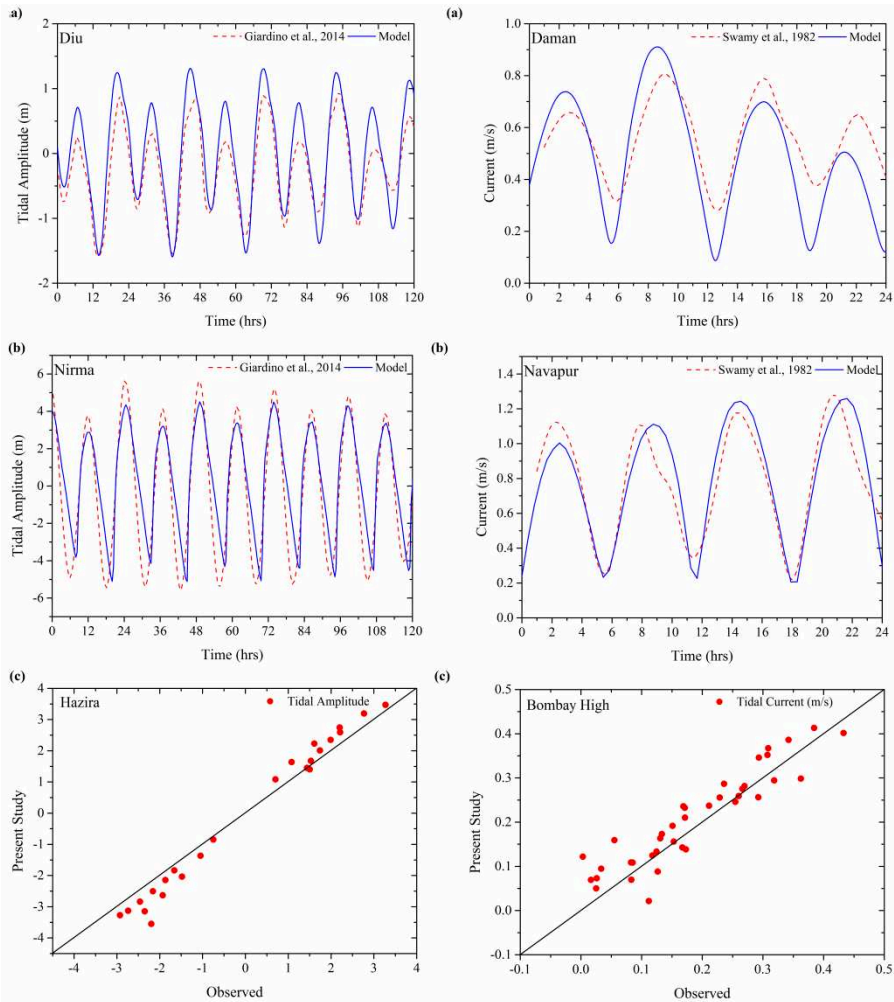 a)
Diu
Giardino et al., 2014
Model
Tidal Amplitude (m)
2
1
0
-1
-2
0 12 24 36 48 60 72 84 96 108 120
Time (hrs)
(a)
Daman
Swamy et al., 1982
Model
Current (m/s)
1.0
0.8
0.6
0.4
0.2
0.0
0 2 4 6 8 10 12 14 16 18 20 22 24
Time (hrs)
(b)
Nirma
Giardino et al., 2014
Model
Tidal Amplitude (m)
6
4
2
0
-2
-4
-6
0 12 24 36 48 60 72 84 96 108 120
Time (hrs)
(b)
Navapur
Swamy et al., 1982
Model
Current (m/s)
1.4
1.2
1.0
0.8
0.6
0.4
0.2
0.0
0 2 4 6 8 10 12 14 16 18 20 22 24
Time (hrs)
(c)
Hazira
Tidal Amplitude
Present Study
4
3
2
1
0
-1
-2
-3
-4
-4 -3 -2 -1 0 1 2 3 4
Observed
(c)
Bombay High
Tidal Current (m/s)
Present Study
0.5
0.4
0.3
0.2
0.1
0.0
-0.1
-0.1 0.0 0.1 0.2 0.3 0.4 0.5
Observed